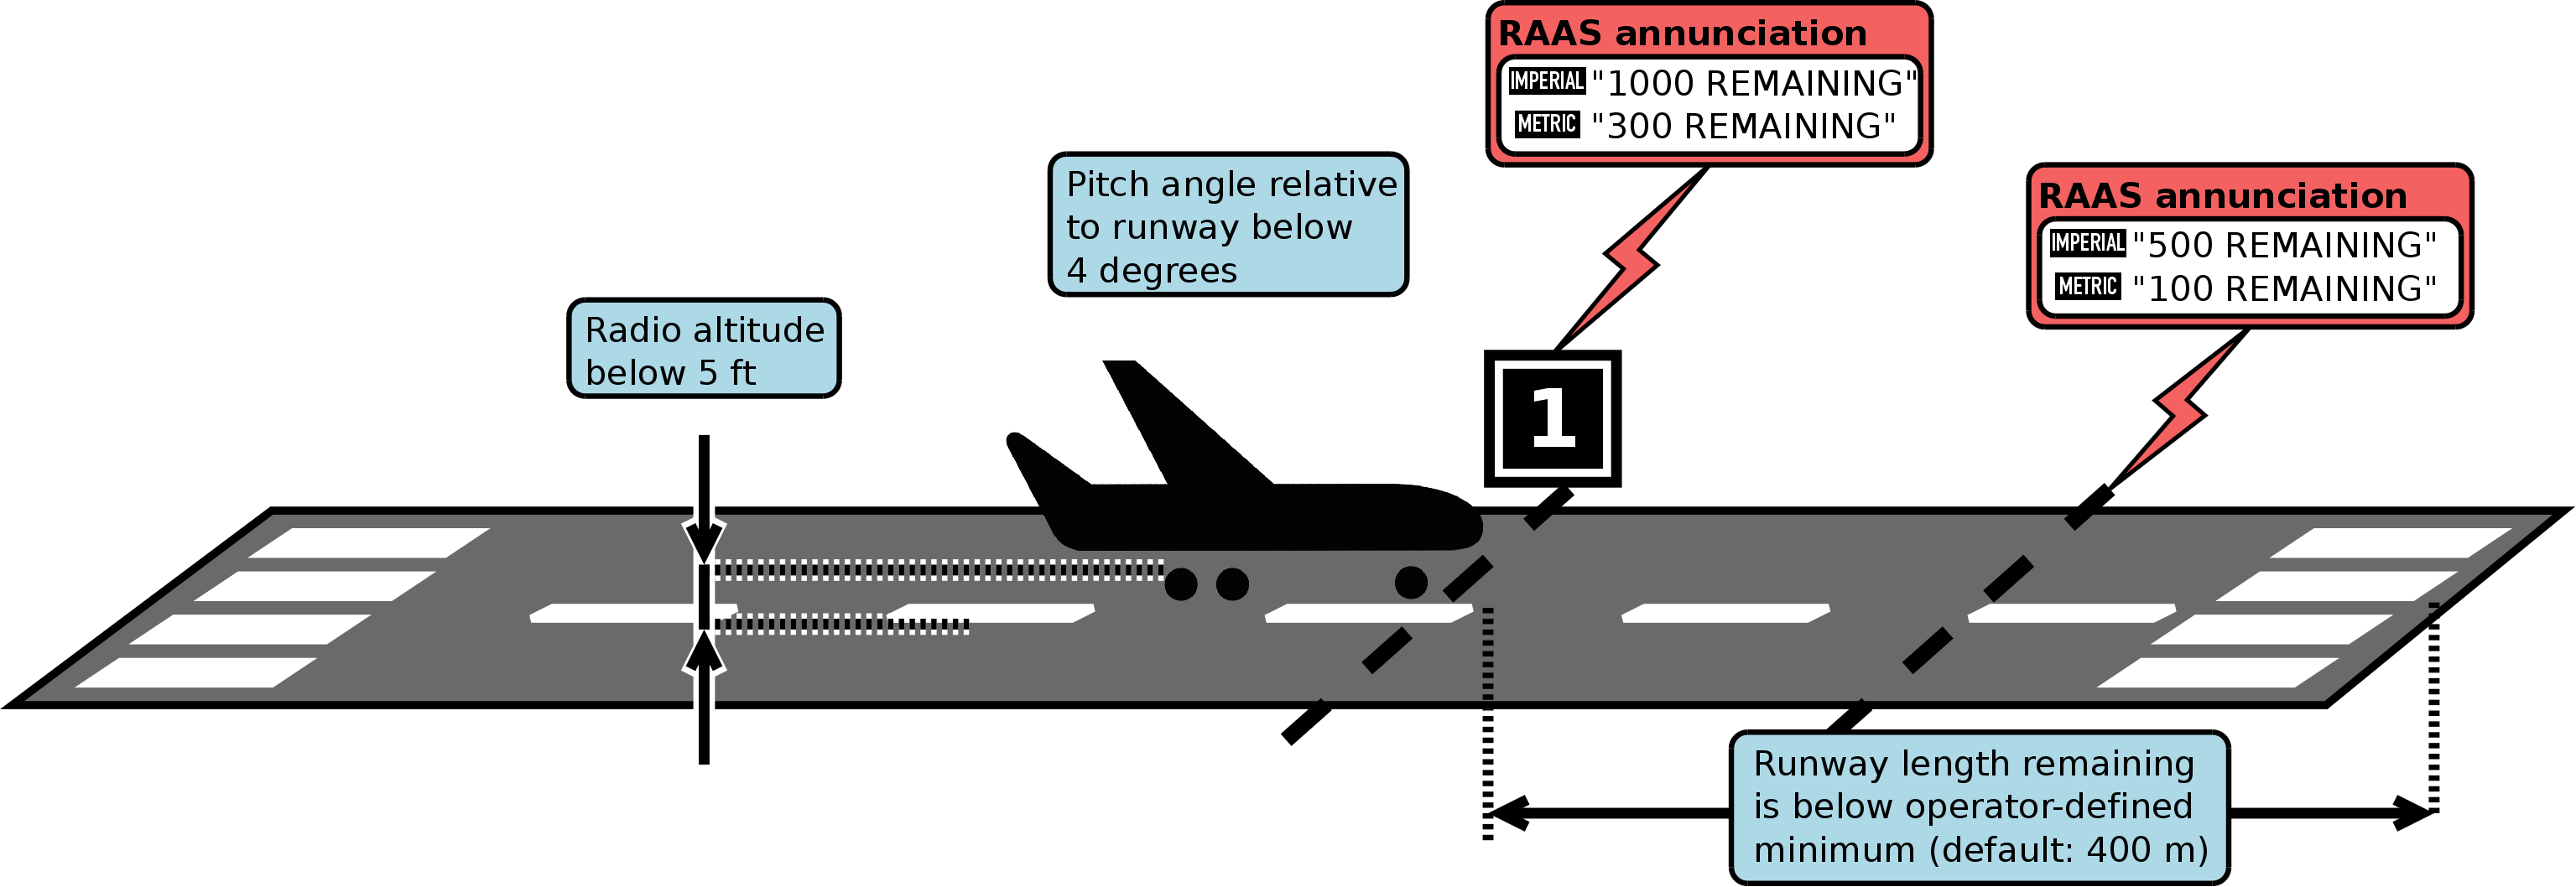 RAAS annunciation
IMPERIAL "1000 REMAINING"
METRIC "300 REMAINING"
Pitch angle relative
to runway below
4 degrees
RAAS annunciation
IMPERIAL "500 REMAINING"
METRIC "100 REMAINING"
Radio altitude
below 5 ft
1
Runway length remaining
is below operator-defined
minimum (default: 400 m)